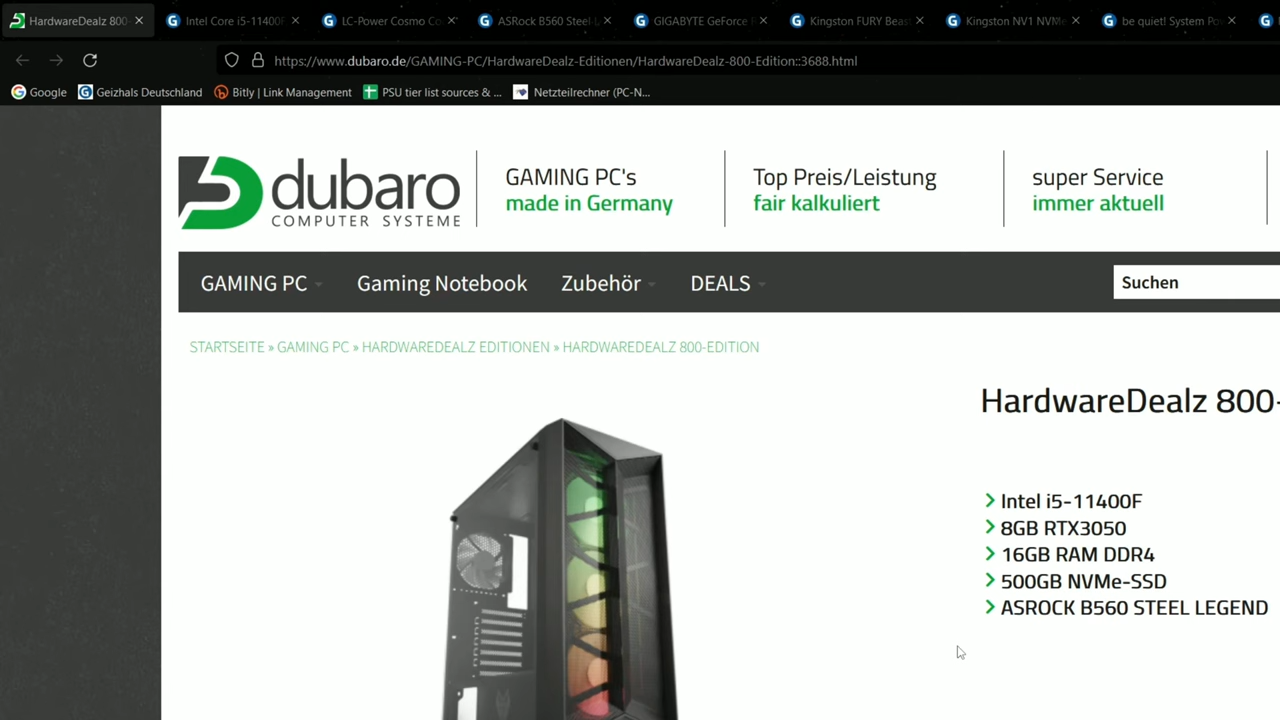 HardwareDealz 800-
Intel Core i5-11400F
LC-Power Cosmo Co
ASRock B560 Steel L
GIGABYTE GeForce
Kingston FURY Beas
Kingston NV1 NVMe
be quiet! System Po
https://www.dubaro.de/GAMING-PC/HardwareDealz-Editionen/HardwareDealz-800-Edition::3688.html
Google
Geizhals Deutschland
Bitly | Link Management
PSU tier list sources & ...
Netzteilrechner (PC-N...
dubaro
COMPUTER SYSTEME
GAMING PC's
made in Germany
Top Preis/Leistung
fair kalkuliert
super Service
immer aktuell
GAMING PC
Gaming Notebook
Zubehör
DEALS
Suchen
STARTSEITE » GAMING PC » HARDWAREDEALZ EDITIONEN » HARDWAREDEALZ 800-EDITION
HardwareDealz 800-
Intel i5-11400F
8GB RTX3050
16GB RAM DDR4
500GB NVMe-SSD
ASROCK B560 STEEL LEGEND